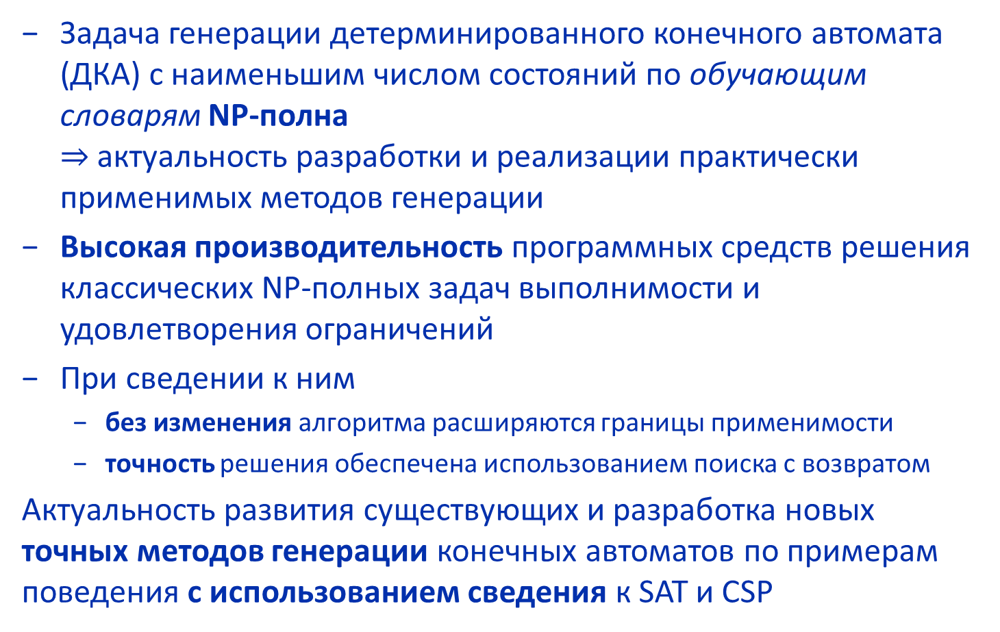 − Задача генерации детерминированного конечного автомата
(ДКА) с наименьшим числом состояний по обучающим
словарям NP-полна
⇒ актуальность разработки и реализации практически
применимых методов генерации
− Высокая производительность программных средств решения
классических NP-полных задач выполнимости и
удовлетворения ограничений
− При сведении к ним
− без изменения алгоритма расширяются границы применимости
− точность решения обеспечена использованием поиска с возвратом
Актуальность развития существующих и разработка новых
точных методов генерации конечных автоматов по примерам
поведения с использованием сведения к SAT и CSP